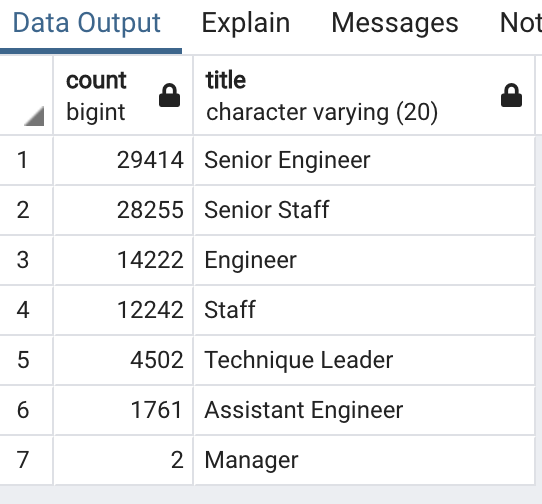 Data Output Explain Messages Not
count title
bigint character varying (20)
1 29414 Senior Engineer
2 28255 Senior Staff
3 14222 Engineer
4 12242 Staff
5 4502 Technique Leader
6 1761 Assistant Engineer
7 2 Manager